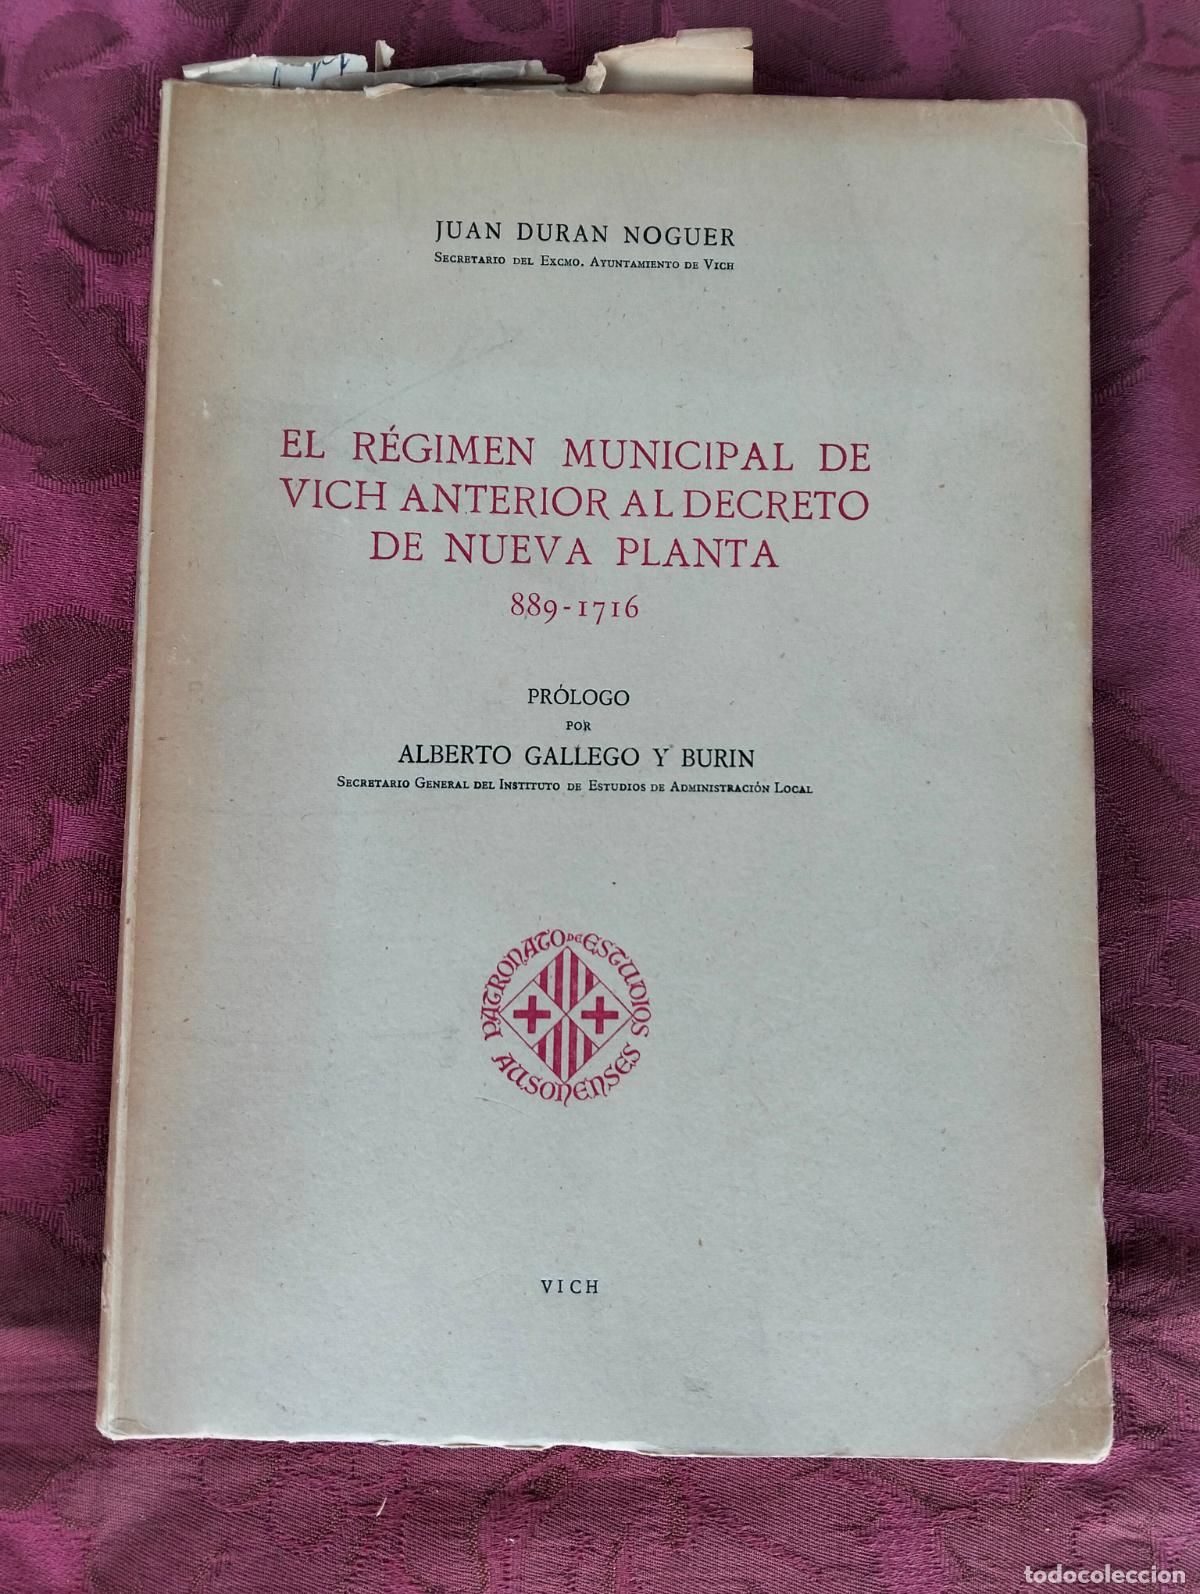 JUAN DURAN NOGUER
SECRETARIO DEL EXCMO. AYUNTAMIENTO DE VICH
EL RÉGIMEN MUNICIPAL DE
VICH ANTERIOR AL DECRETO
DE NUEVA PLANTA
889-1716
PRÓLOGO
POR
ALBERTO GALLEGO Y BURIN
SECRETARIO GENERAL DEL INSTITUTO DE ESTUDIOS DE ADMINISTRACIÓN LOCAL
PATRONATO DE ESTUDIOS
AUSONENSES
VICH
todocoleccion